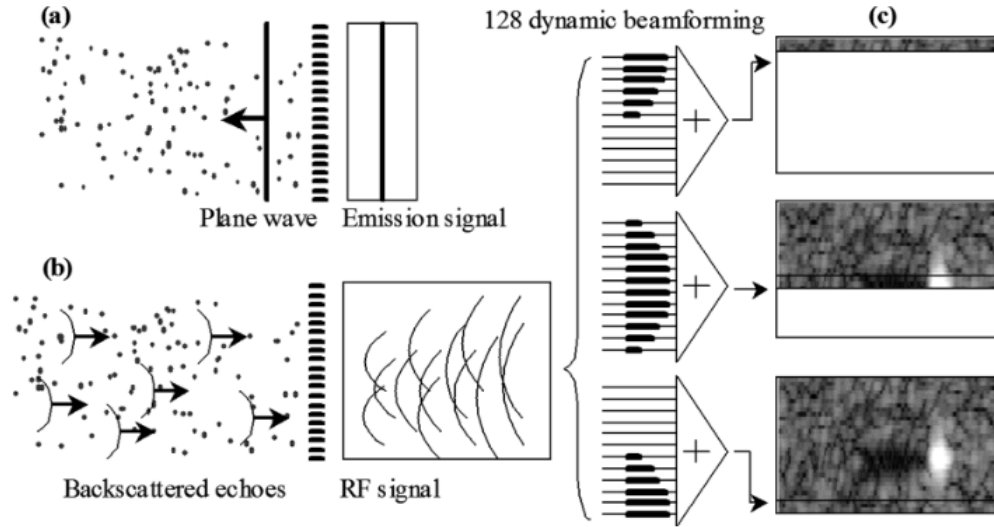 (a)
Plane wave
Emission signal
(b)
Backscattered echoes
RF signal
128 dynamic beamforming
+
+
+
(c)